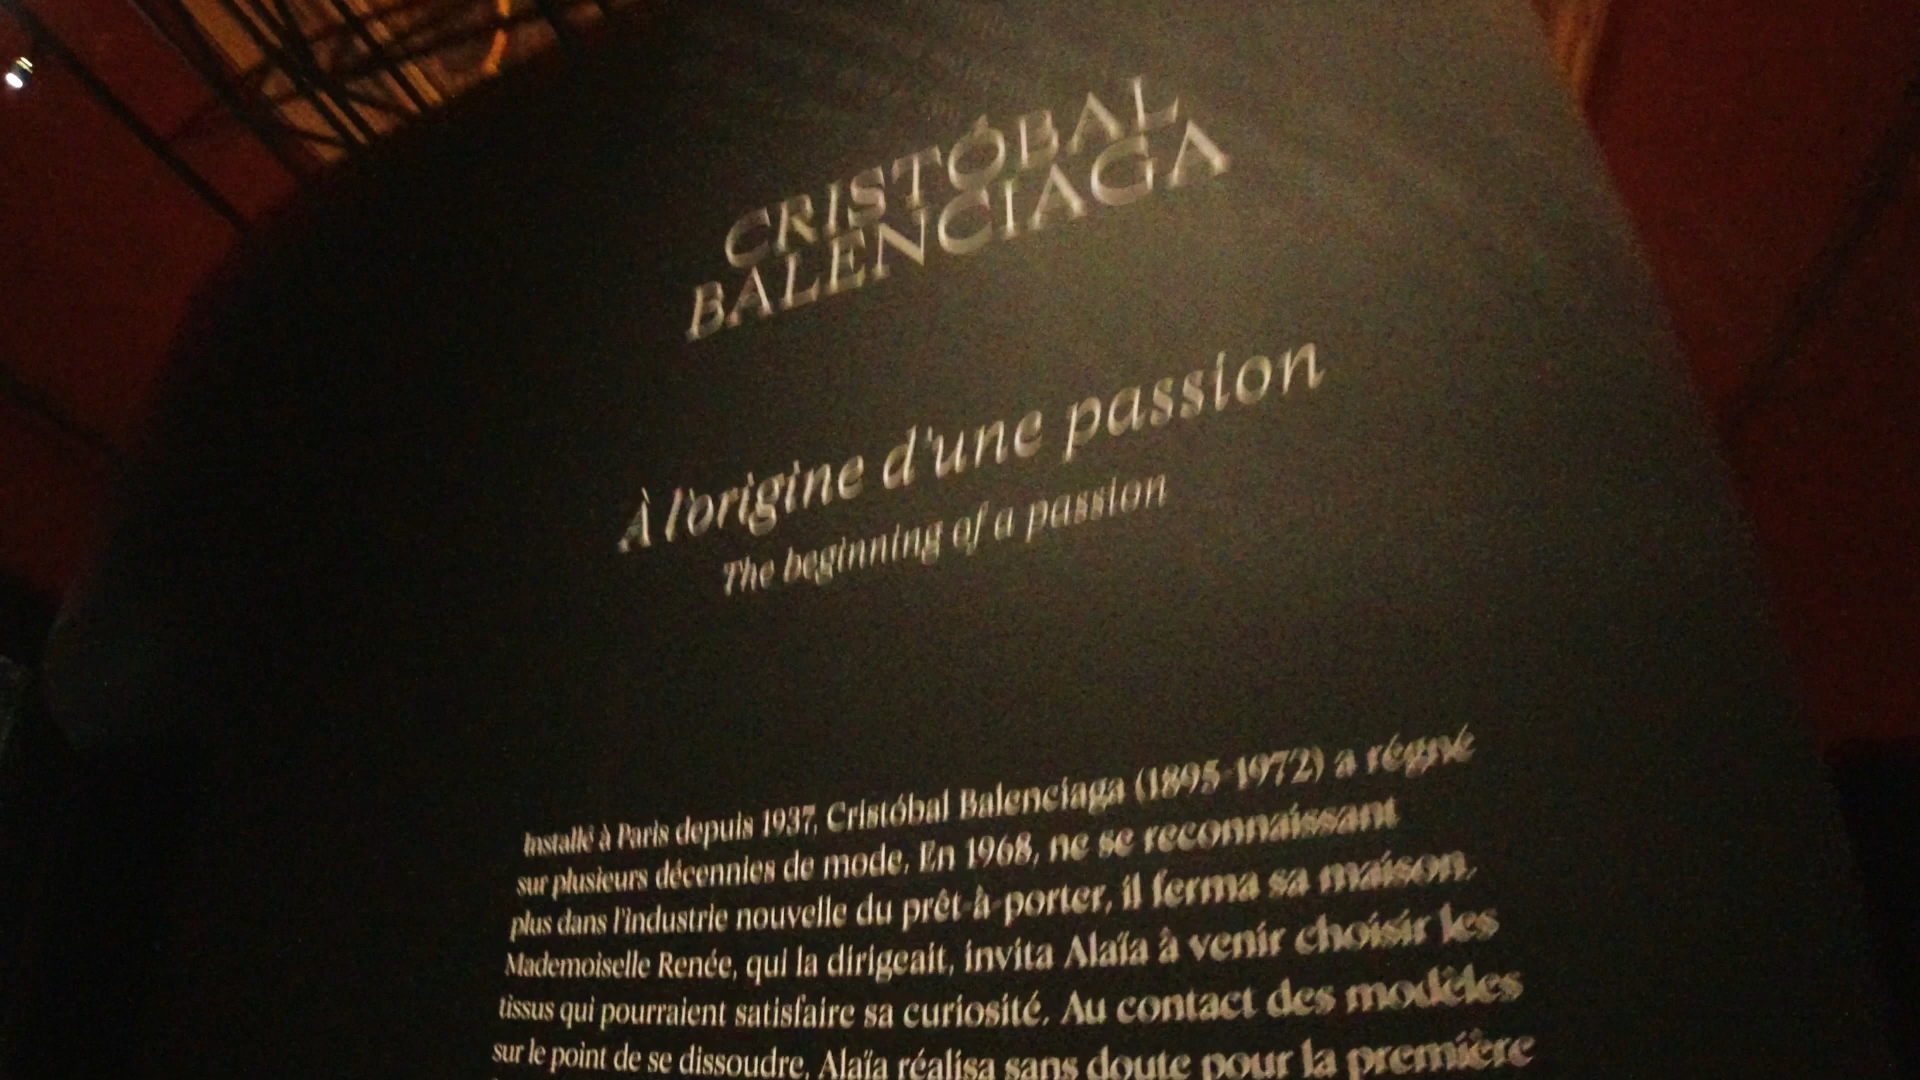 CRISTÓBAL
BALENCIAGA
À l'origine d'une passion
The beginning of a passion
Installé à Paris depuis 1937, Cristóbal Balenciaga (1895-1972) a régné
sur plusieurs décennies de mode. En 1968, ne se reconnaissant
plus dans l'industrie nouvelle du prêt-à-porter, il ferma sa maison.
Mademoiselle Renée, qui la dirigeait, invita Alaïa à venir choisir les
tissus qui pourraient satisfaire sa curiosité. Au contact des modèles
sur le point de se dissoudre, Alaïa réalisa sans doute pour la première